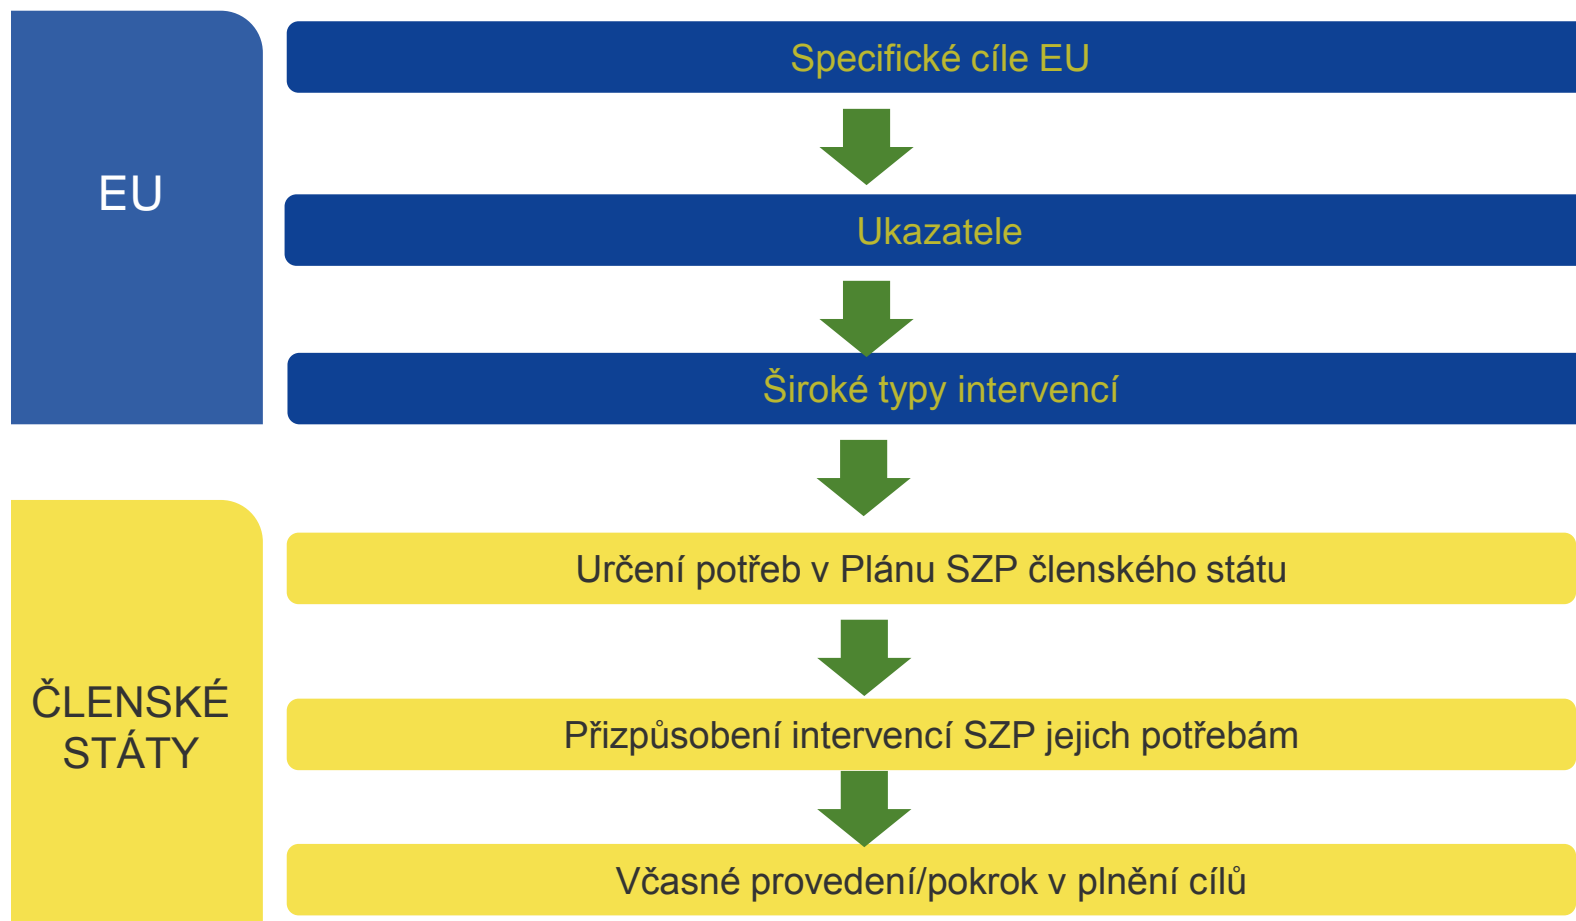 EU
Specifické cíle EU
Ukazatele
Široké typy intervencí
ČLENSKÉ
STÁTY
Určení potřeb v Plánu SZP členského státu
Přizpůsobení intervencí SZP jejich potřebám
Včasné provedení/pokrok v plnění cílů